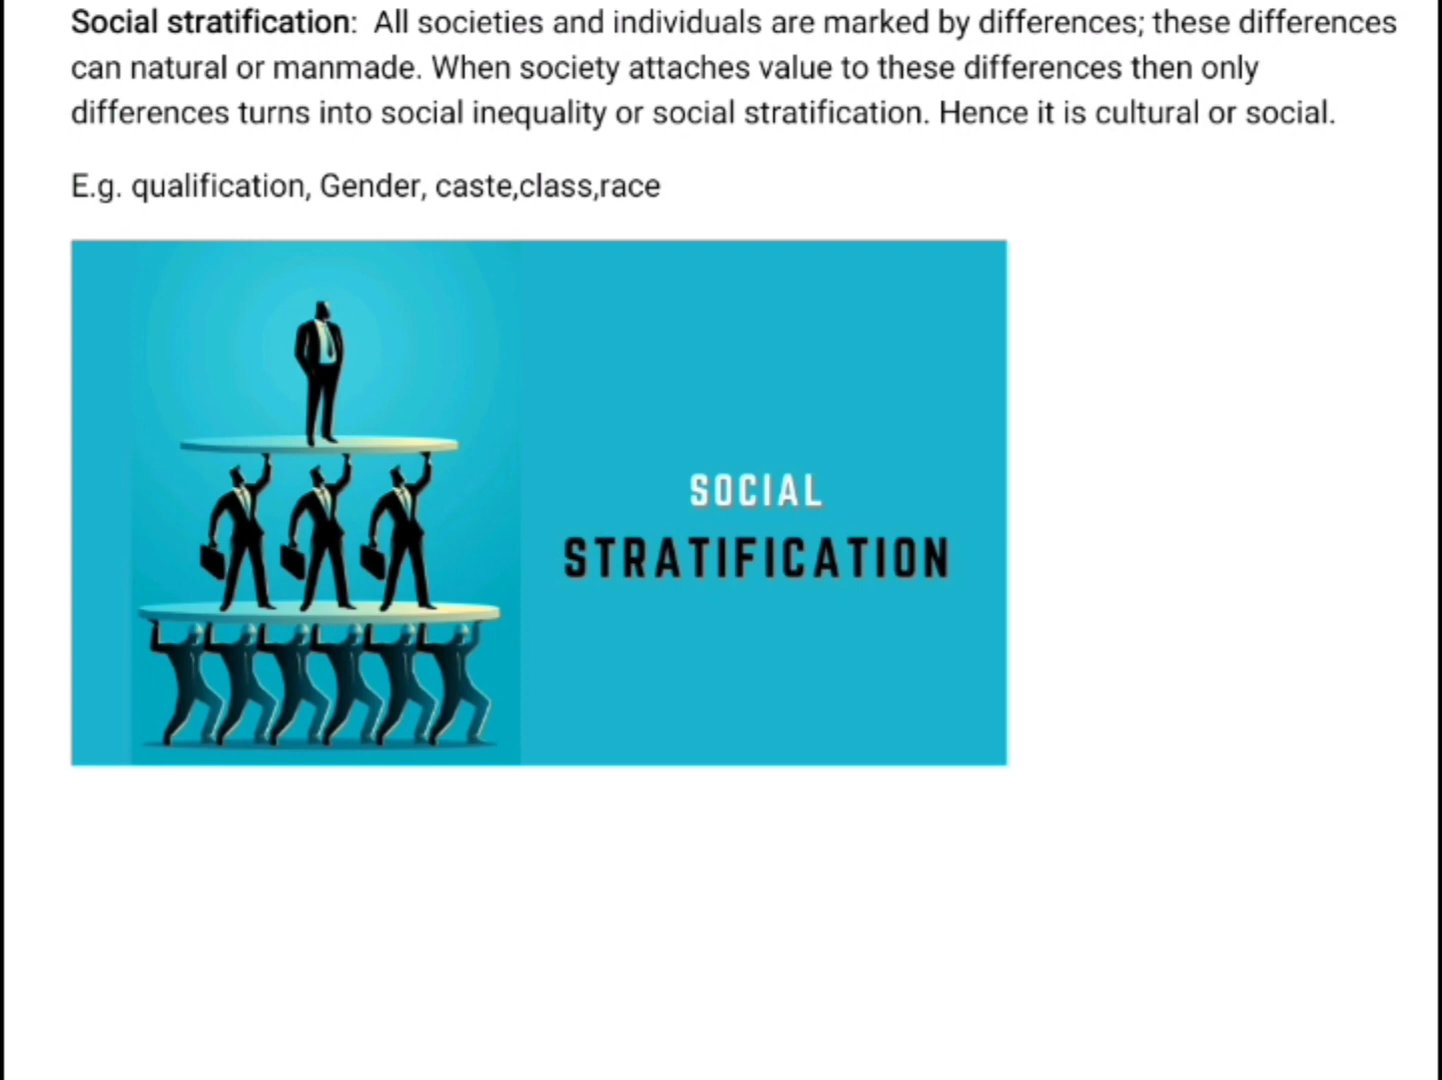 Social stratification:  All societies and individuals are marked by differences; these differences
can natural or manmade. When society attaches value to these differences then only
differences turns into social inequality or social stratification. Hence it is cultural or social.
E.g. qualification, Gender, caste,class,race
SOCIAL
STRATIFICATION